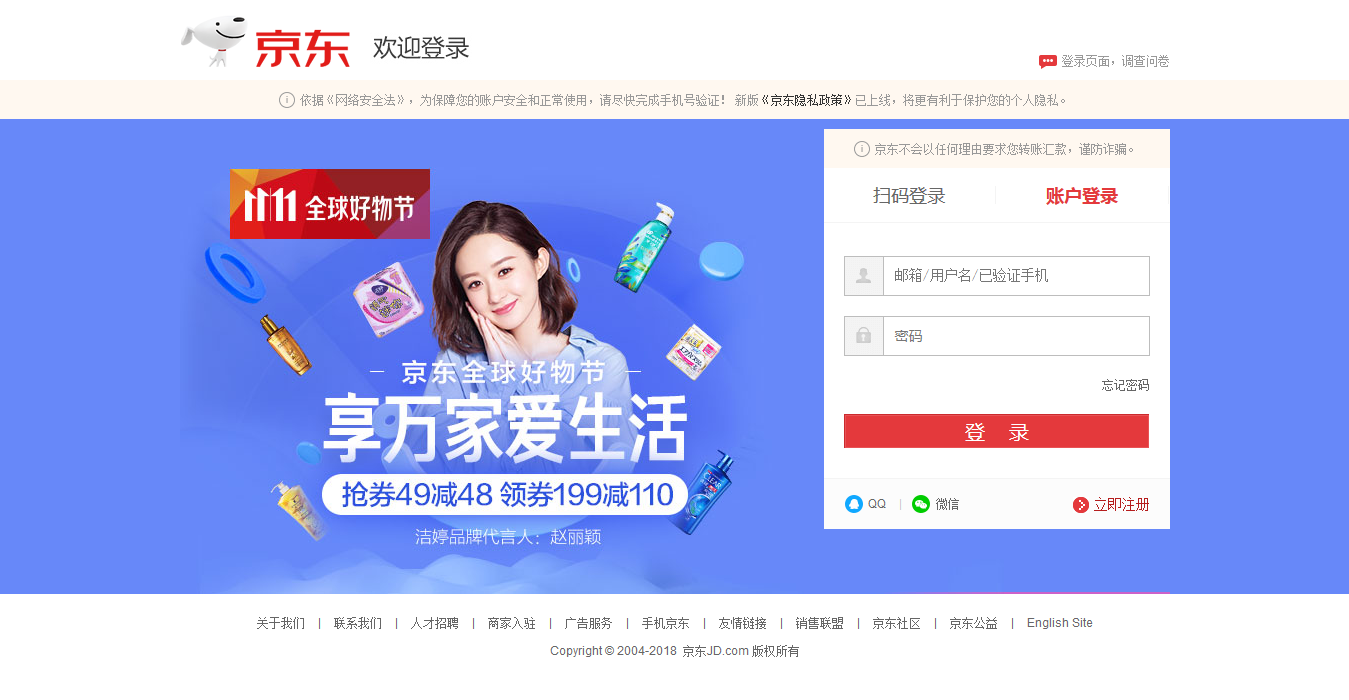 京东
欢迎登录
登录页面，调查问卷
依据《网络安全法》，为保障您的账户安全和正常使用，请尽快完成手机号验证！ 新版《京东隐私政策》已上线，将更有利于保护您的个人隐私。
11.11 全球好物节
京东全球好物节
享万家爱生活
抢券49减48 领券199减110
洁婷品牌代言人：赵丽颖
CLEAR
京东不会以任何理由要求您转账汇款，谨防诈骗。
扫码登录 账户登录
邮箱/用户名/已验证手机
密码
忘记密码
登 录
QQ | 微信 立即注册
关于我们 | 联系我们 | 人才招聘 | 商家入驻 | 广告服务 | 手机京东 | 友情链接 | 销售联盟 | 京东社区 | 京东公益 | English Site
Copyright © 2004-2018 京东JD.com 版权所有